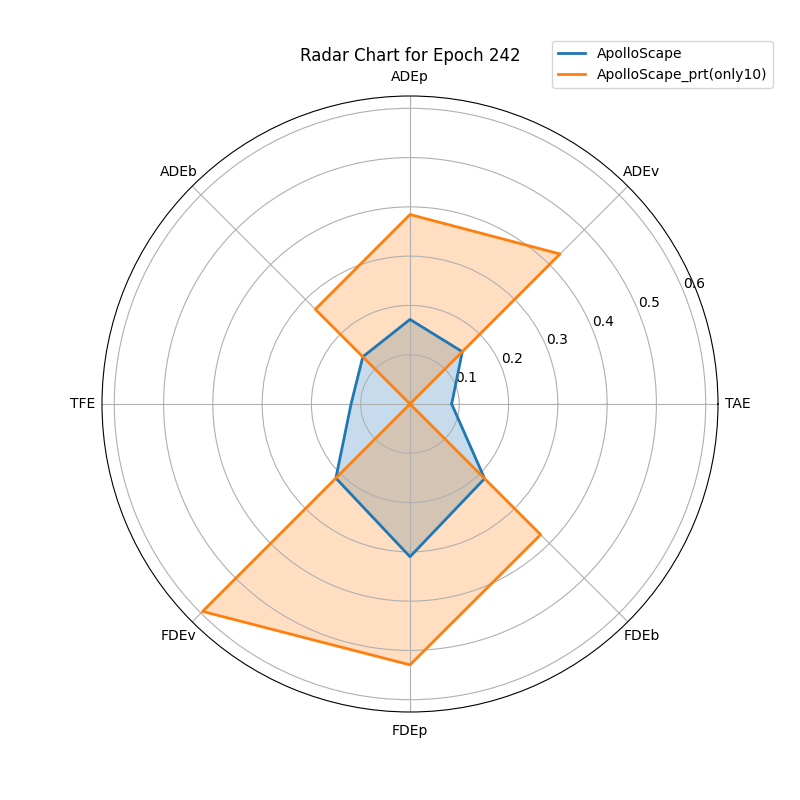 Radar Chart for Epoch 242
ApolloScape
ApolloScape_prt(only10)
ADEp
ADEb
ADEv
0.6
0.5
0.4
0.3
0.2
0.1
TFE
TAE
FDEv
FDEb
FDEp